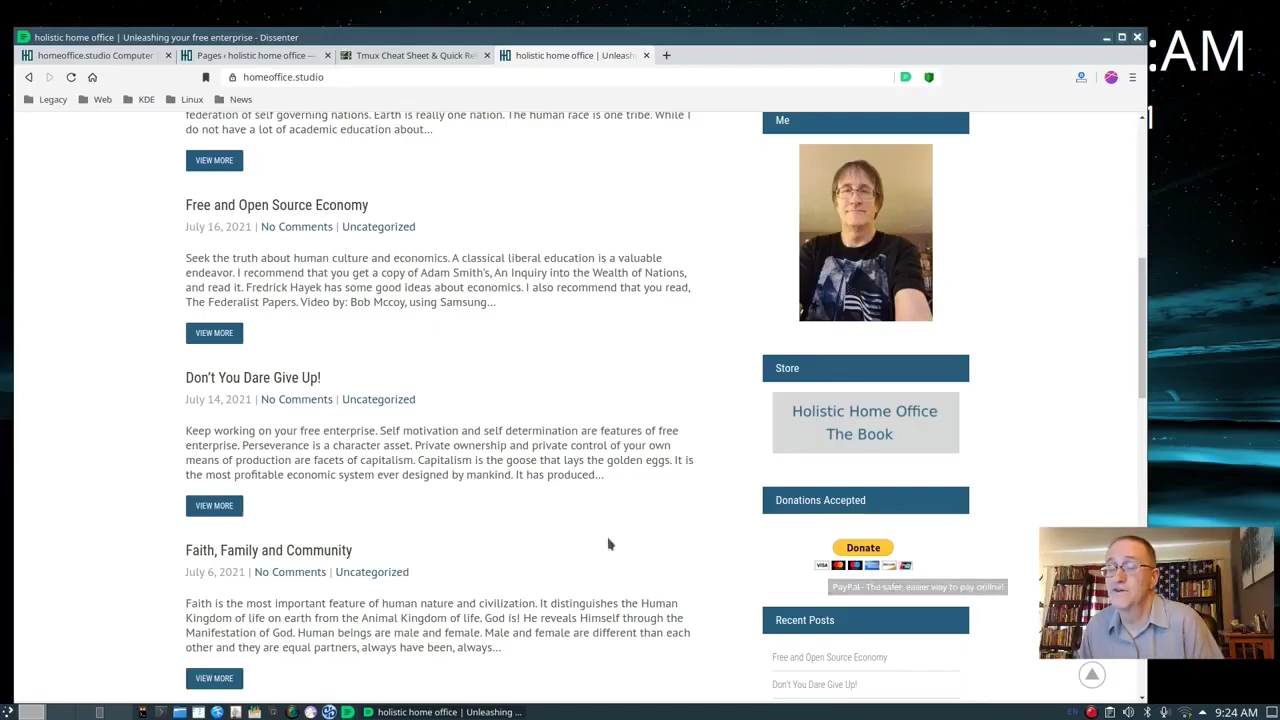 holistic home office | Unleashing your free enterprise - Dissenter
:AM
homeoffice.studio Computer
Pages ‹ holistic home office —
Tmux Cheat Sheet & Quick Re
holistic home office | Unleash
homeoffice.studio
Legacy
Web
KDE
Linux
News
federation of self governing nations. Earth is really one nation. The human race is one tribe. While I
do not have a lot of academic education about…
VIEW MORE
Free and Open Source Economy
July 16, 2021 | No Comments | Uncategorized
Seek the truth about human culture and economics. A classical liberal education is a valuable
endeavor. I recommend that you get a copy of Adam Smith's, An Inquiry into the Wealth of Nations,
and read it. Fredrick Hayek has some good ideas about economics. I also recommend that you read,
The Federalist Papers. Video by: Bob Mccoy, using Samsung…
VIEW MORE
Don't You Dare Give Up!
July 14, 2021 | No Comments | Uncategorized
Keep working on your free enterprise. Self motivation and self determination are features of free
enterprise. Perseverance is a character asset. Private ownership and private control of your own
means of production are facets of capitalism. Capitalism is the goose that lays the golden eggs. It is
the most profitable economic system ever designed by mankind. It has produced…
VIEW MORE
Faith, Family and Community
July 6, 2021 | No Comments | Uncategorized
Faith is the most important feature of human nature and civilization. It distinguishes the Human
Kingdom of life on earth from the Animal Kingdom of life. God is! He reveals Himself through the
Manifestation of God. Human beings are male and female. Male and female are different than each
other and they are equal partners, always have been, always…
VIEW MORE
Me
Store
Holistic Home Office
The Book
Donations Accepted
Donate
VISA
PayPal - The safer, easier way to pay online!
Recent Posts
Free and Open Source Economy
Don't You Dare Give Up!
holistic home office | Unleashing ...
EN
9:24 AM